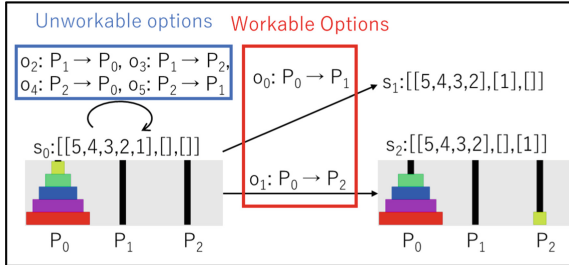 Unworkable options
Workable Options
o₂: P₁ → P₀, o₃: P₁ → P₂,
o₄: P₂ → P₀, o₅: P₂ → P₁
o₀: P₀ → P₁
s₁:[[5,4,3,2],[1],[]]
s₀:[[5,4,3,2,1],[],[]]
s₂:[[5,4,3,2],[],[1]]
o₁: P₀ → P₂
P₀ P₁ P₂
P₀ P₁ P₂